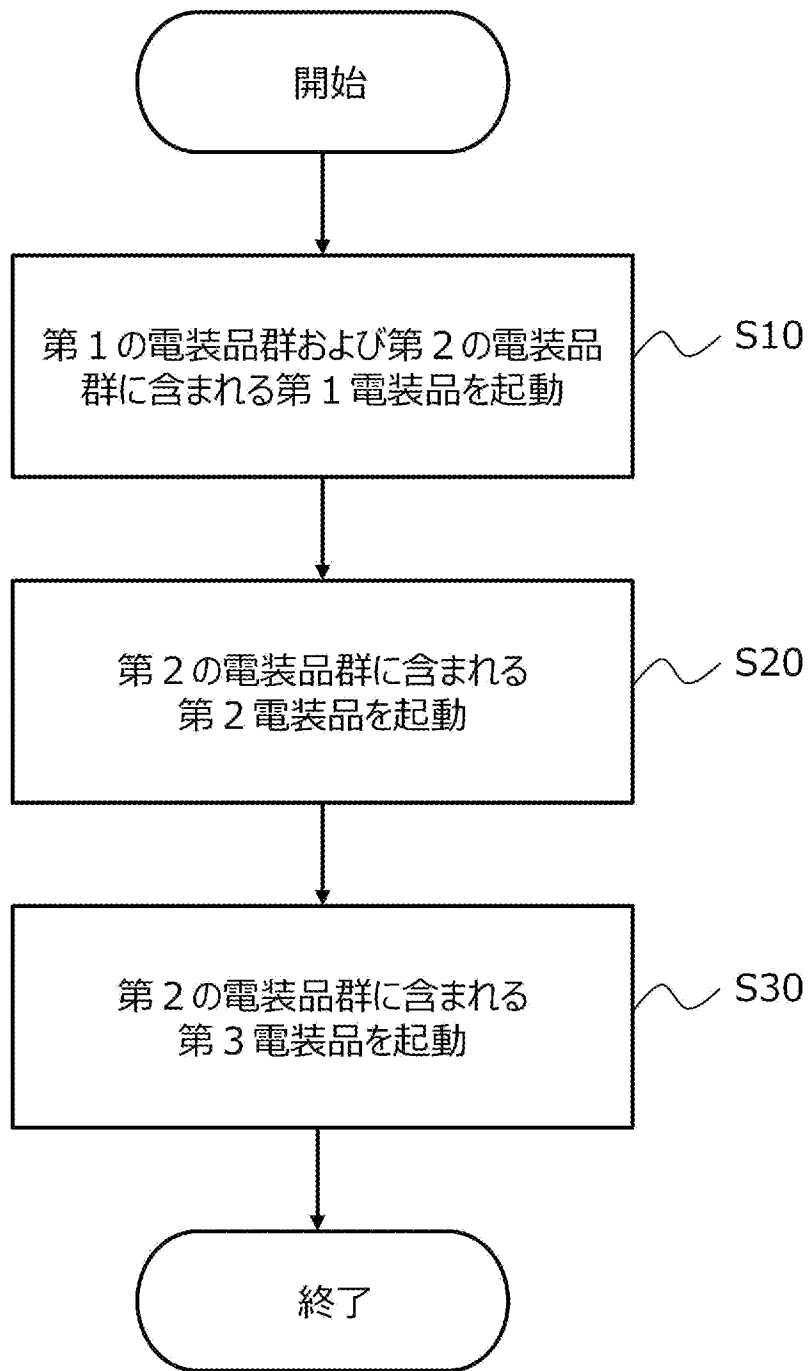 開始
第１の電装品群および第２の電装品
群に含まれる第１電装品を起動
S10
第２の電装品群に含まれる
第２電装品を起動
S20
第２の電装品群に含まれる
第３電装品を起動
S30
終了